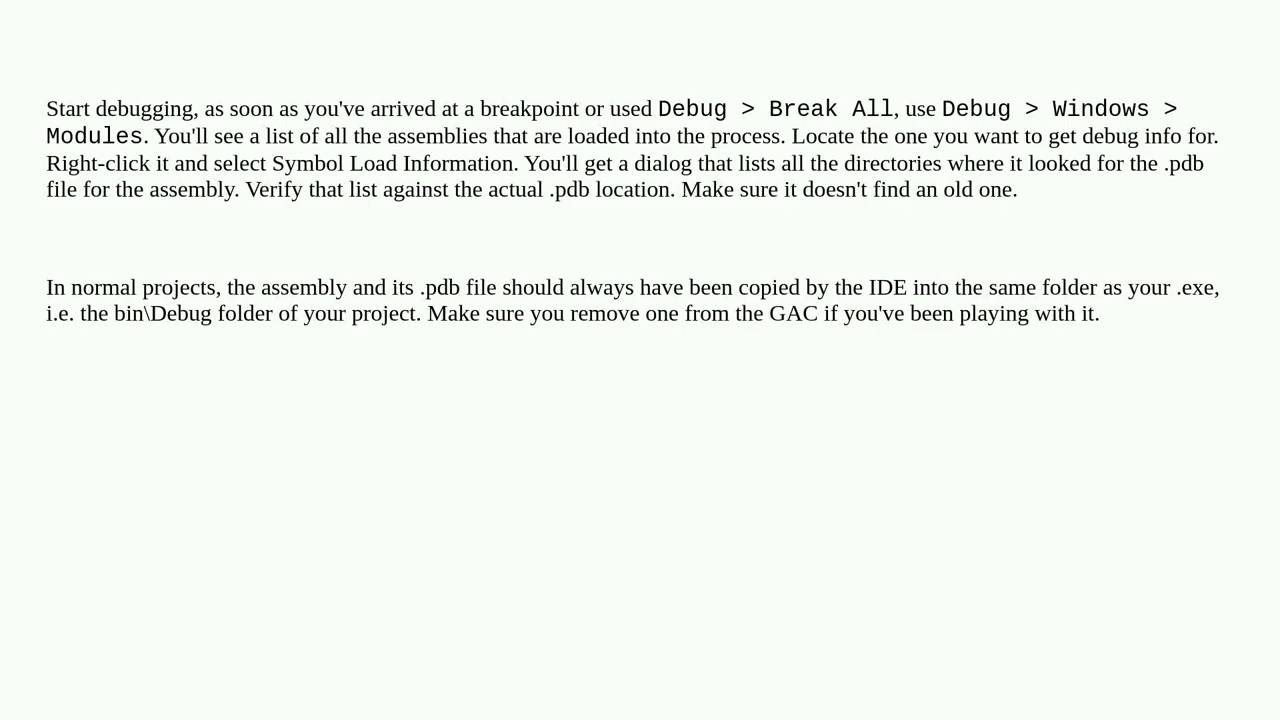 Start debugging, as soon as you've arrived at a breakpoint or used Debug > Break All, use Debug > Windows >
Modules. You'll see a list of all the assemblies that are loaded into the process. Locate the one you want to get debug info for.
Right-click it and select Symbol Load Information. You'll get a dialog that lists all the directories where it looked for the .pdb
file for the assembly. Verify that list against the actual .pdb location. Make sure it doesn't find an old one.
In normal projects, the assembly and its .pdb file should always have been copied by the IDE into the same folder as your .exe,
i.e. the bin\Debug folder of your project. Make sure you remove one from the GAC if you've been playing with it.